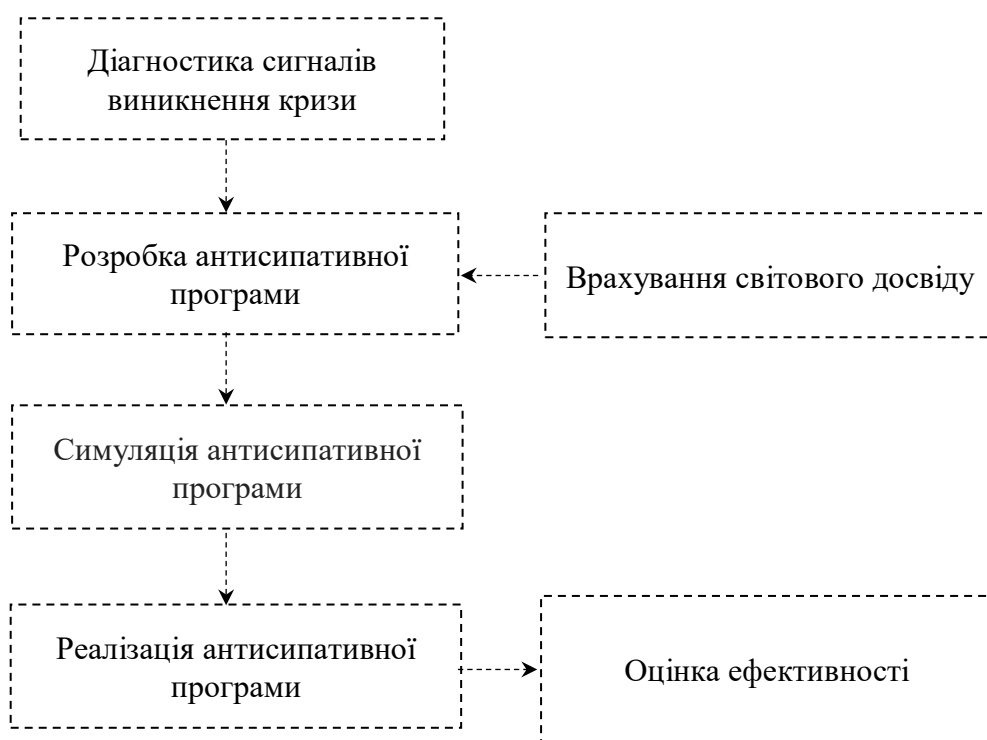 Діагностика сигналів
виникнення кризи
Розробка антисипативної
програми
Врахування світового досвіду
Симуляція антисипативної
програми
Реалізація антисипативної
програми
Оцінка ефективності